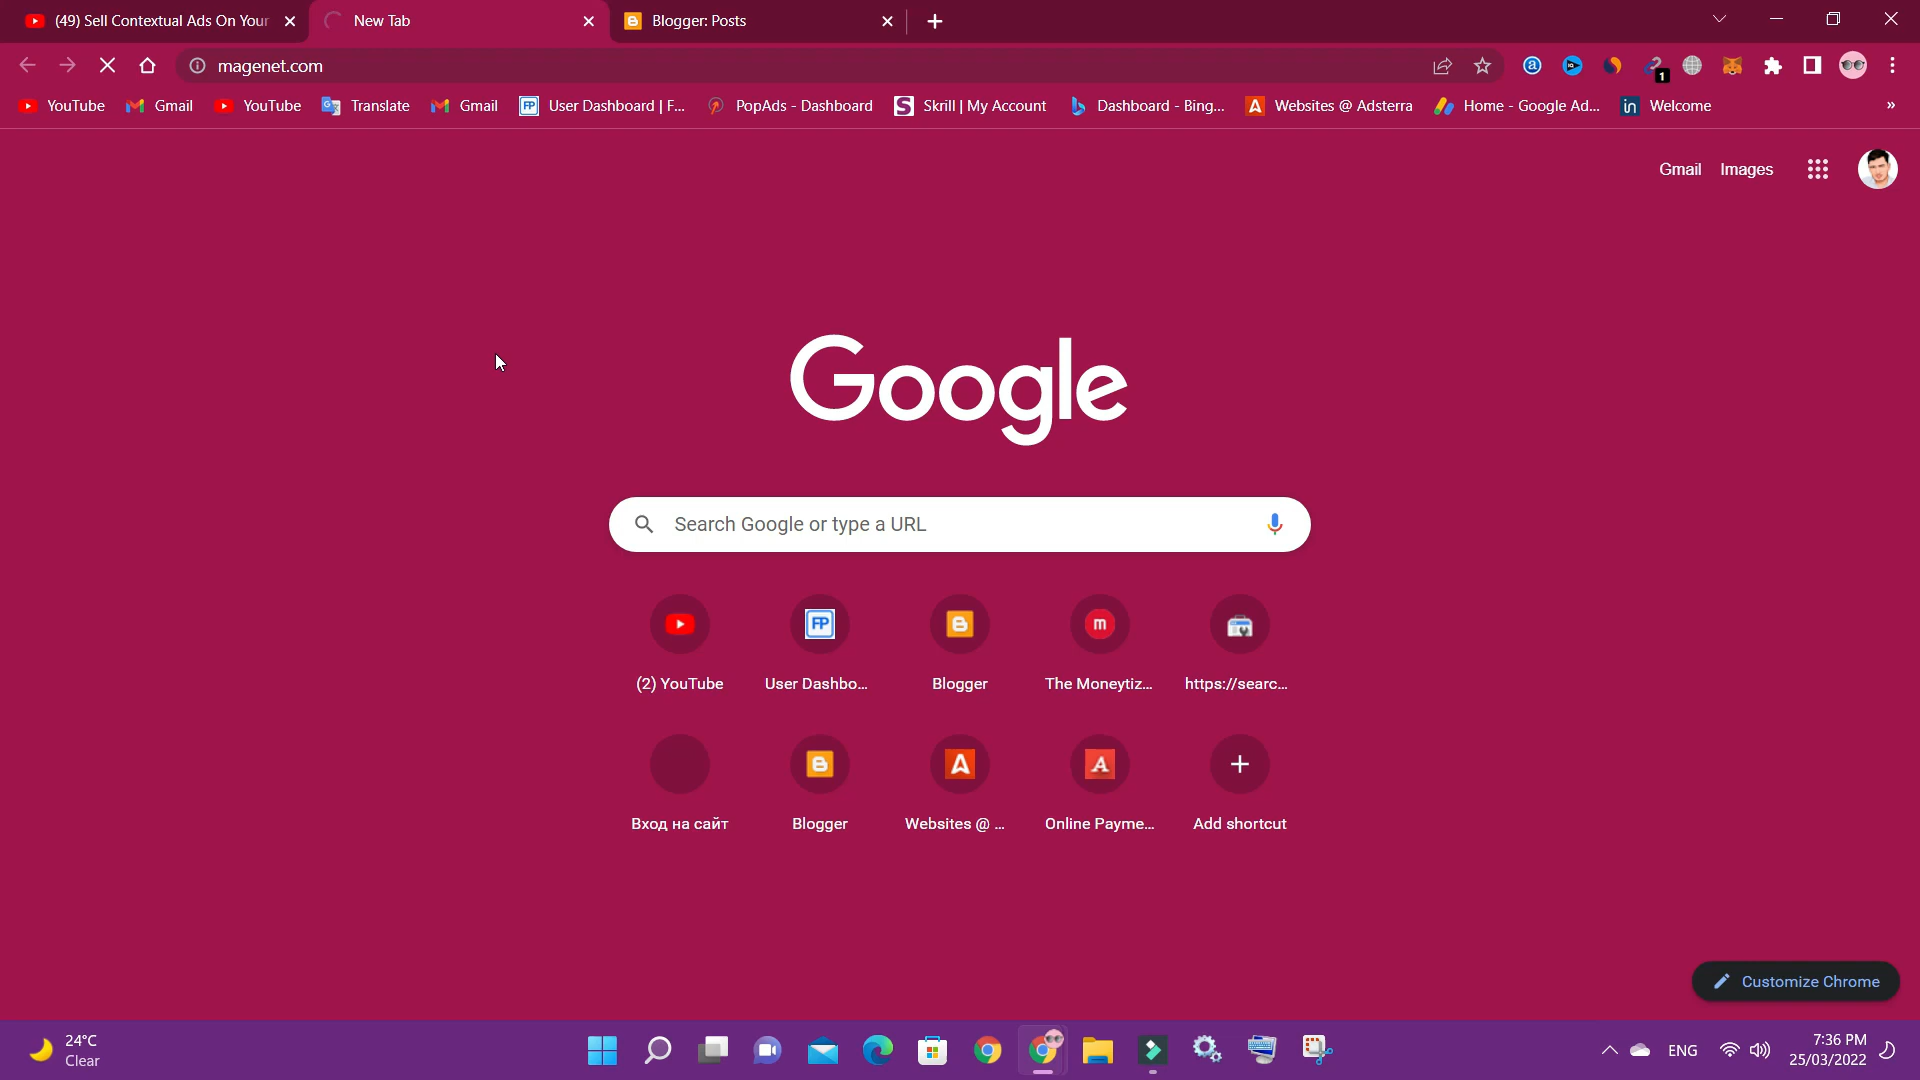 (49) Sell Contextual Ads On Your
New Tab
Blogger: Posts
magenet.com
1
YouTube
Gmail
YouTube
Translate
Gmail
User Dashboard | F...
PopAds - Dashboard
Skrill | My Account
Dashboard - Bing...
Websites @ Adsterra
Home - Google Ad...
Welcome
»
Gmail
Images
Google
Search Google or type a URL
(2) YouTube
User Dashbo...
Blogger
The Moneytiz...
https://searc...
Вход на сайт
Blogger
Websites @ ...
Online Payme...
Add shortcut
Customize Chrome
24°C
Clear
ENG
7:36 PM
25/03/2022